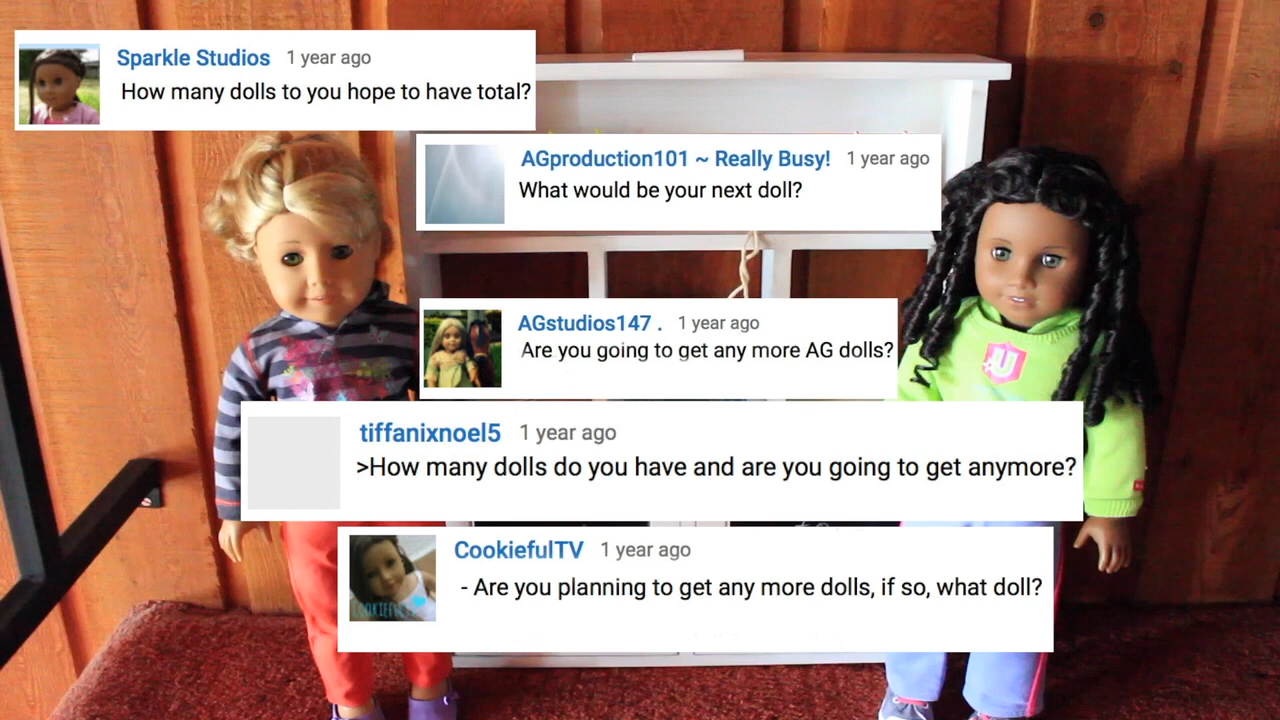 Sparkle Studios 1 year ago
How many dolls to you hope to have total?
AGproduction101 ~ Really Busy! 1 year ago
What would be your next doll?
AGstudios147 . 1 year ago
Are you going to get any more AG dolls?
tiffanixnoel5 1 year ago
>How many dolls do you have and are you going to get anymore?
CookiefulTV 1 year ago
- Are you planning to get any more dolls, if so, what doll?
U